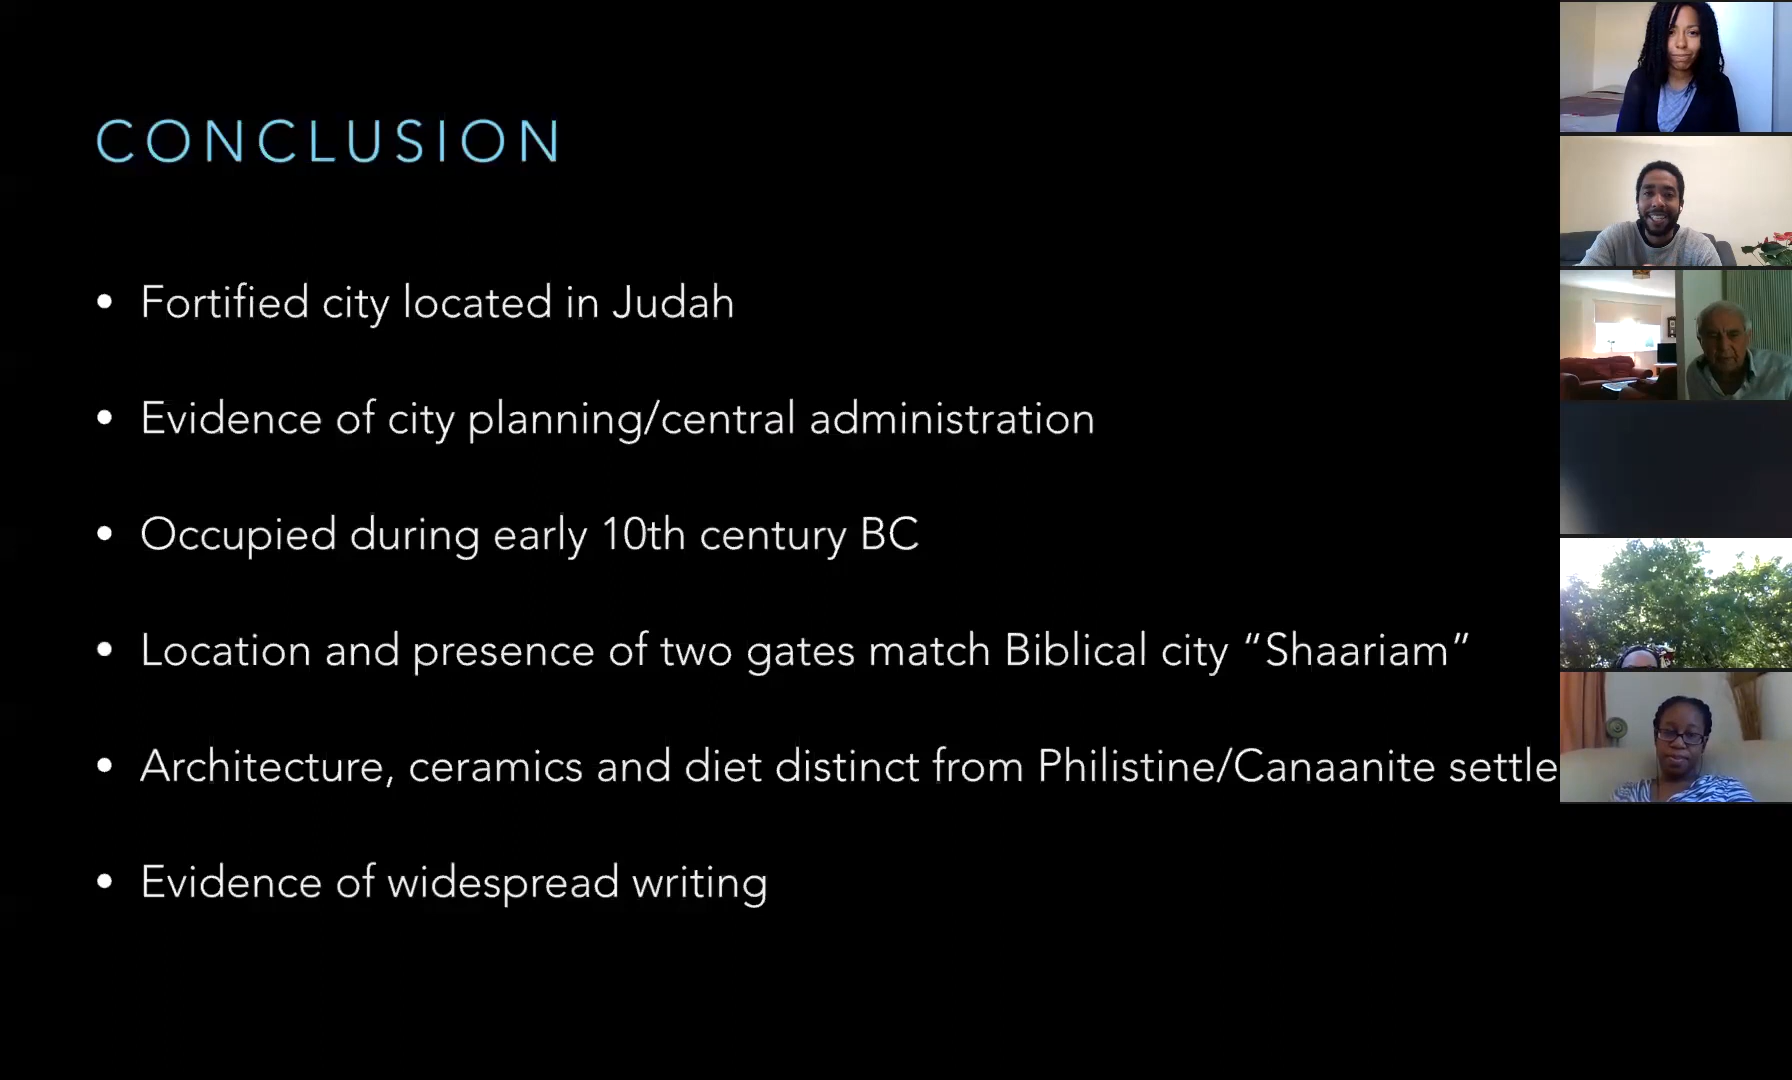 CONCLUSION
• Fortified city located in Judah
• Evidence of city planning/central administration
• Occupied during early 10th century BC
• Location and presence of two gates match Biblical city “Shaariam”
• Architecture, ceramics and diet distinct from Philistine/Canaanite settle
• Evidence of widespread writing